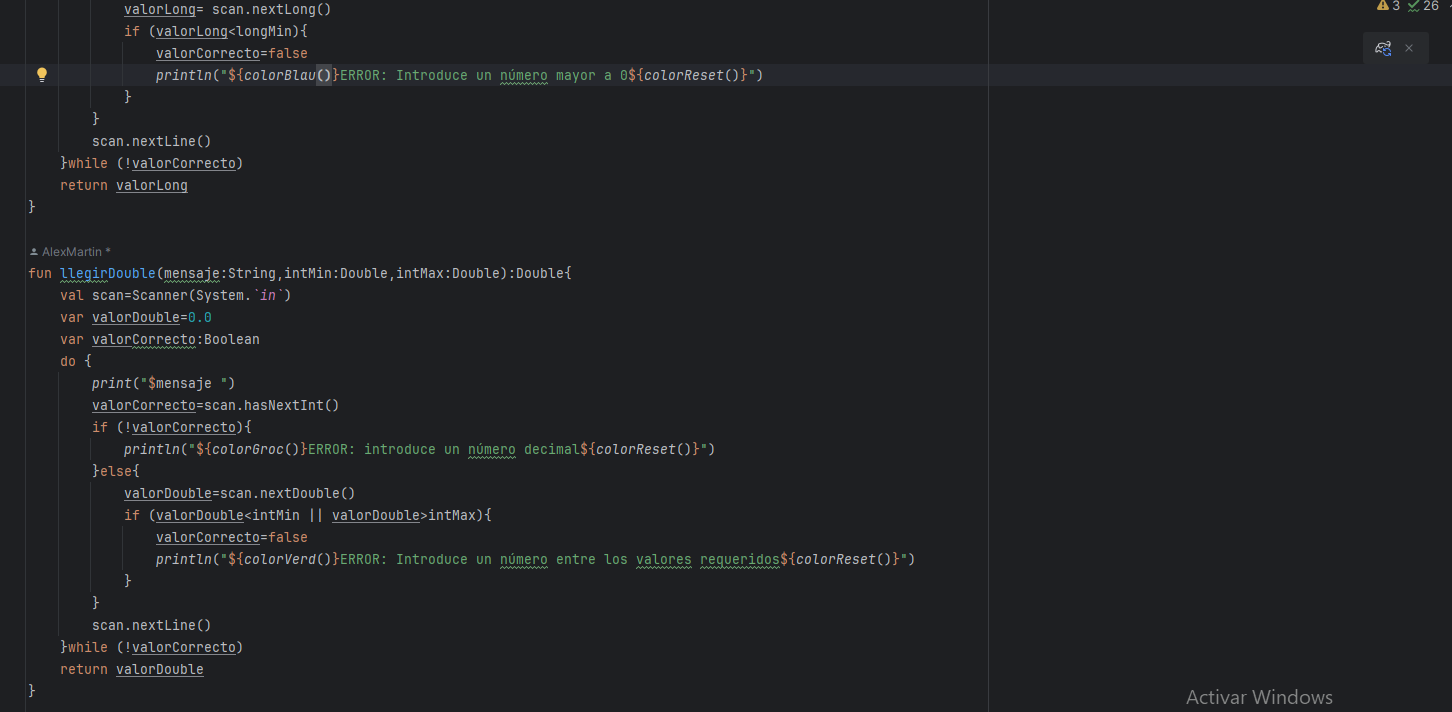 valorLong= scan.nextLong()
3 26
if (valorLong<longMin){
valorCorrecto=false
println("${colorBlau()}ERROR: Introduce un número mayor a 0${colorReset()}")
}
}
scan.nextLine()
}while (!valorCorrecto)
return valorLong
}
AlexMartin *
fun llegirDouble(mensaje:String,intMin:Double,intMax:Double):Double{
val scan=Scanner(System.`in`)
var valorDouble=0.0
var valorCorrecto:Boolean
do {
print("$mensaje ")
valorCorrecto=scan.hasNextInt()
if (!valorCorrecto){
println("${colorGroc()}ERROR: introduce un número decimal${colorReset()}")
}else{
valorDouble=scan.nextDouble()
if (valorDouble<intMin || valorDouble>intMax){
valorCorrecto=false
println("${colorVerd()}ERROR: Introduce un número entre los valores requeridos${colorReset()}")
}
}
scan.nextLine()
}while (!valorCorrecto)
return valorDouble
}
Activar Windows